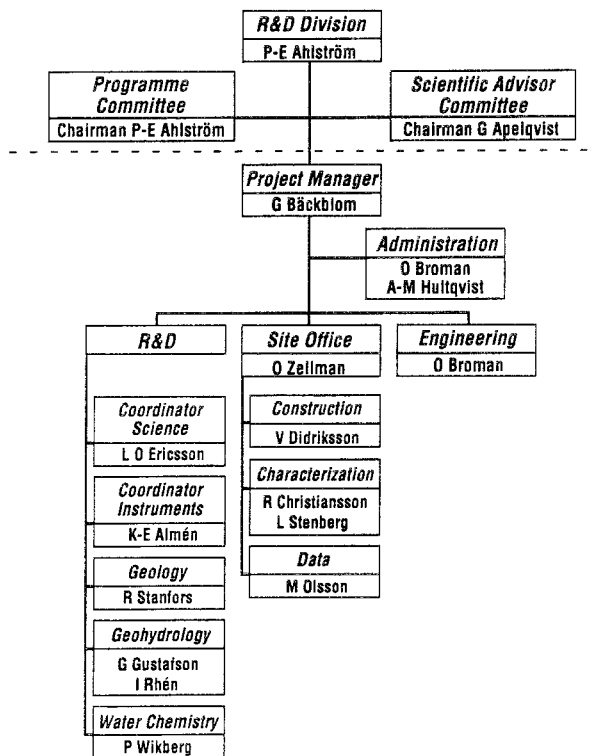 R&D Division
P-E Ahlström
Programme
Committee
Chairman P-E Ahlström
Scientific Advisor
Committee
Chairman G Apelqvist
Project Manager
G Bäckblom
Administration
O Broman
A-M Hultqvist
R&D
Coordinator
Science
L O Ericsson
Coordinator
Instruments
K-E Almén
Geology
R Stanfors
Geohydrology
G Gustafson
I Rhén
Water Chemistry
P Wikberg
Site Office
O Zellman
Construction
V Didriksson
Characterization
R Christiansson
L Stenberg
Data
M Olsson
Engineering
O Broman